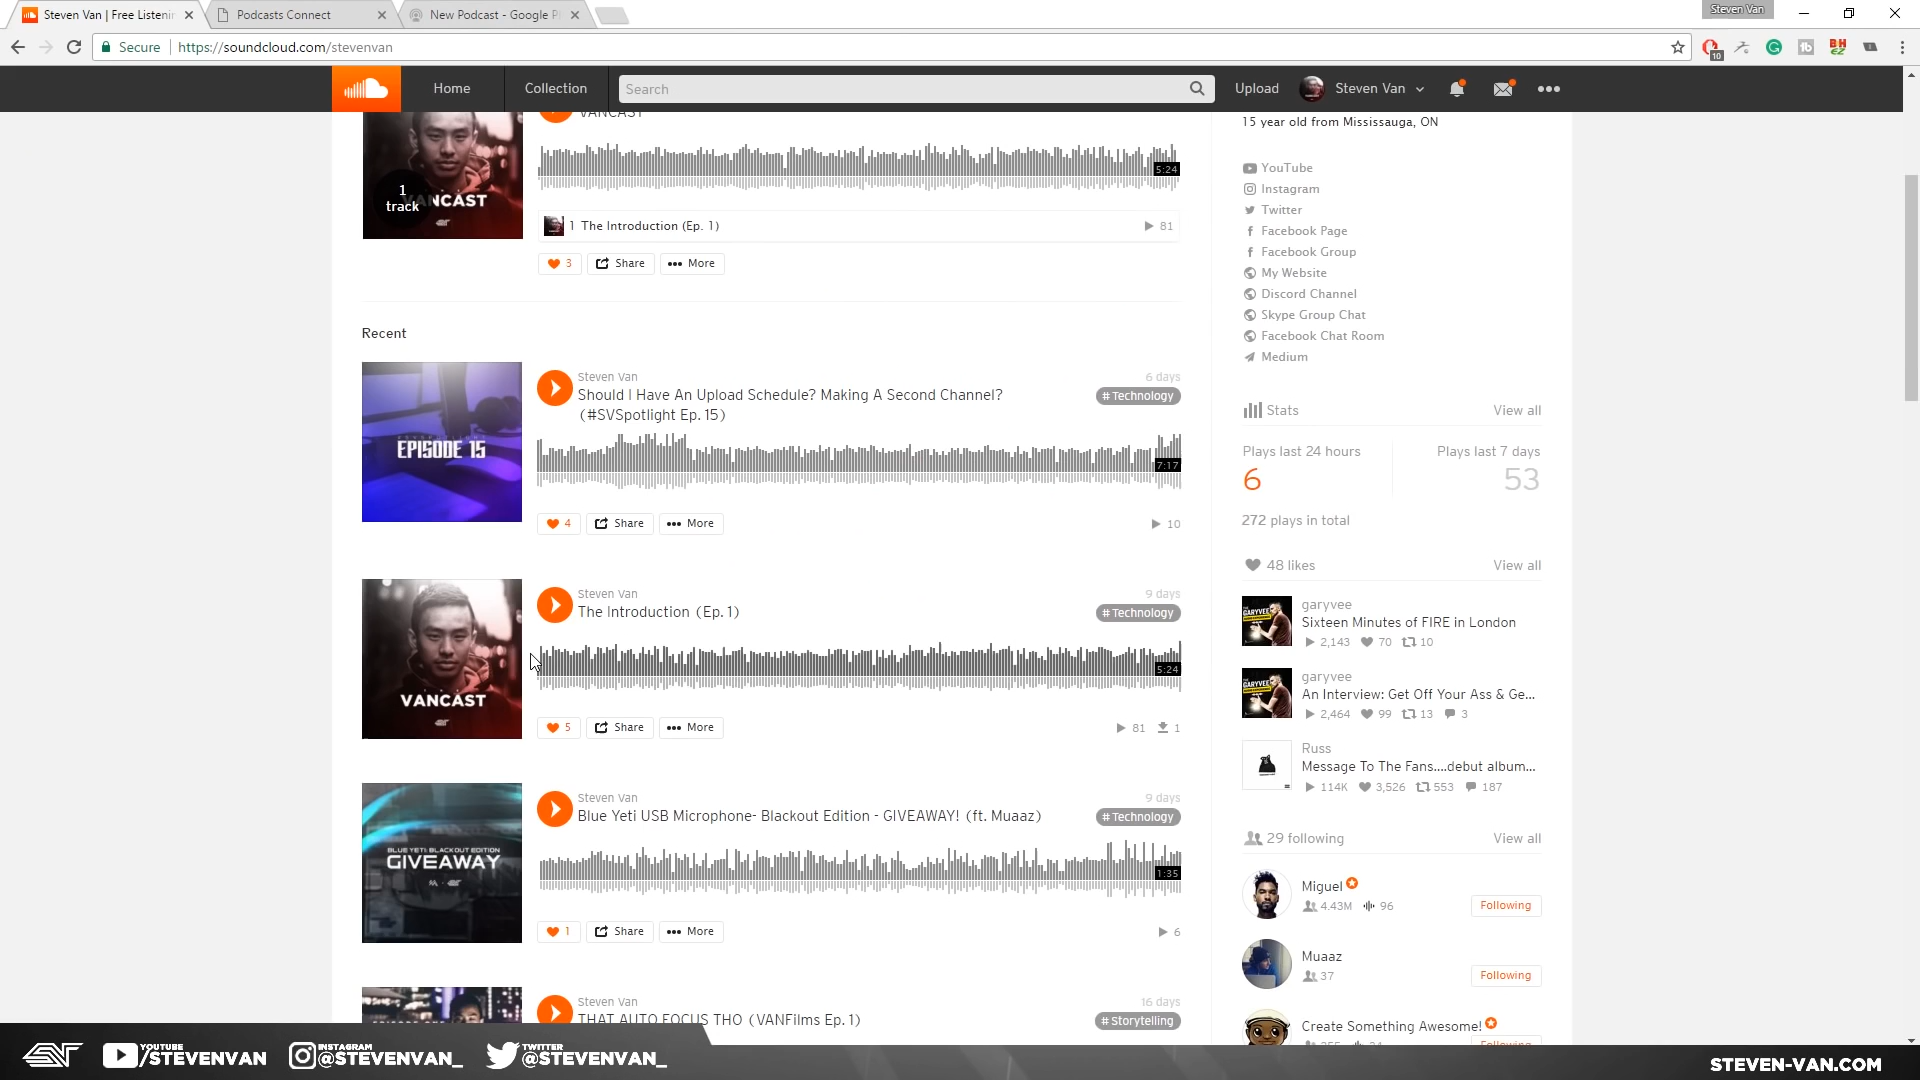 Steven Van | Free Listenin
Podcasts Connect
New Podcast - Google P
Steven Van
Secure
https://soundcloud.com/stevenvan
10
Home
Collection
Search
Upload
Steven Van
VANCAST
1
track
VANCAST
5:24
1 The Introduction (Ep. 1)
81
3
Share
More
Recent
EPISODE 15
Steven Van
6 days
Should I Have An Upload Schedule? Making A Second Channel?
(#SVSpotlight Ep. 15)
# Technology
7:17
4
Share
More
10
VANCAST
Steven Van
9 days
The Introduction (Ep. 1)
# Technology
5:24
5
Share
More
81
1
BLUE YETI: BLACKOUT EDITION
GIVEAWAY
Steven Van
9 days
Blue Yeti USB Microphone- Blackout Edition - GIVEAWAY! (ft. Muaaz)
# Technology
1:35
1
Share
More
6
Steven Van
16 days
THAT AUTO FOCUS THO (VANFilms Ep. 1)
# Storytelling
15 year old from Mississauga, ON
YouTube
Instagram
Twitter
Facebook Page
Facebook Group
My Website
Discord Channel
Skype Group Chat
Facebook Chat Room
Medium
Stats
View all
Plays last 24 hours
Plays last 7 days
6
53
272 plays in total
48 likes
View all
garyvee
Sixteen Minutes of FIRE in London
2,143
70
10
garyvee
An Interview: Get Off Your Ass & Ge...
2,464
99
13
3
Russ
Message To The Fans....debut album...
114K
3,526
553
187
29 following
View all
Miguel
4.43M
96
Following
Muaaz
37
Following
Create Something Awesome!
YOUTUBE
/STEVENVAN
INSTAGRAM
@STEVENVAN_
TWITTER
@STEVENVAN_
STEVEN-VAN.COM